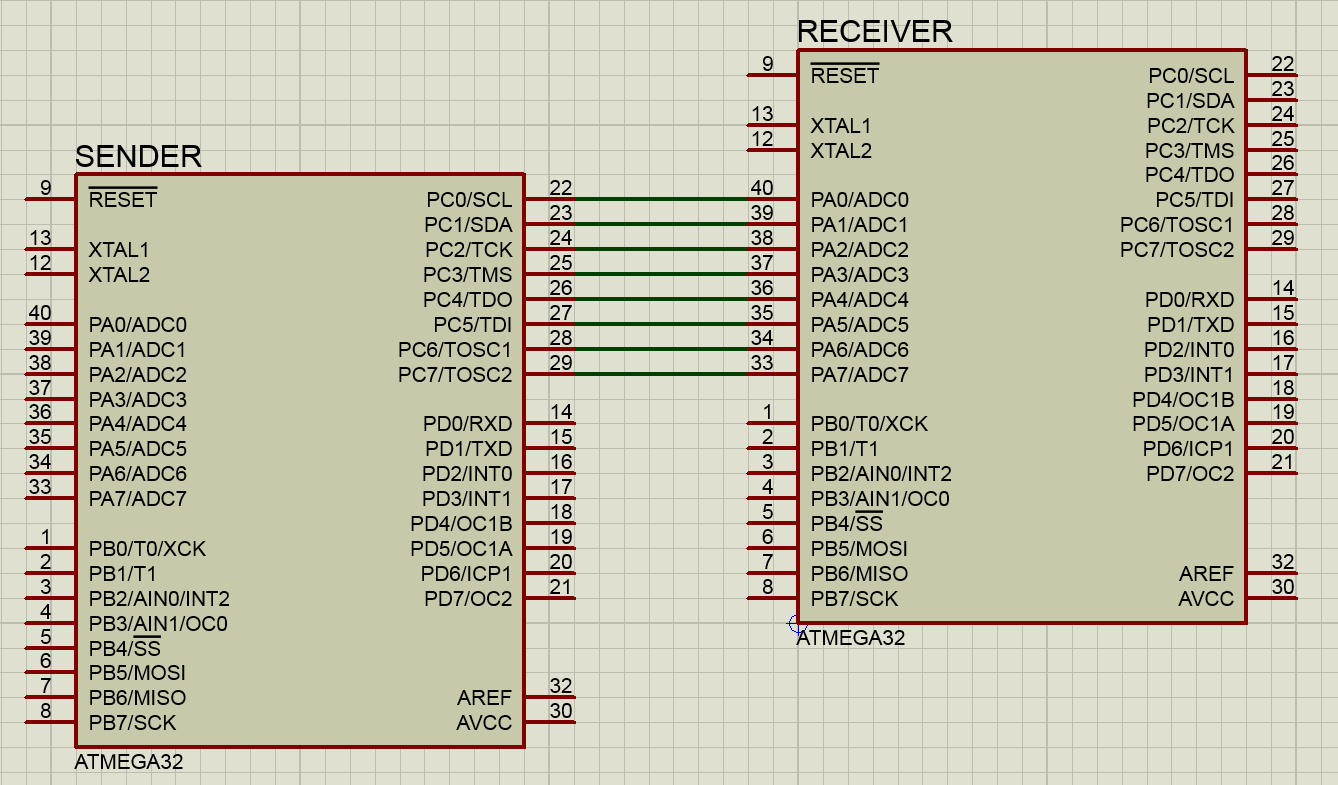 SENDER
9 RESET
13 XTAL1
12 XTAL2
40 PA0/ADC0
39 PA1/ADC1
38 PA2/ADC2
37 PA3/ADC3
36 PA4/ADC4
35 PA5/ADC5
34 PA6/ADC6
33 PA7/ADC7
1 PB0/T0/XCK
2 PB1/T1
3 PB2/AIN0/INT2
4 PB3/AIN1/OC0
5 PB4/SS
6 PB5/MOSI
7 PB6/MISO
8 PB7/SCK
PC0/SCL 22
PC1/SDA 23
PC2/TCK 24
PC3/TMS 25
PC4/TDO 26
PC5/TDI 27
PC6/TOSC1 28
PC7/TOSC2 29
PD0/RXD 14
PD1/TXD 15
PD2/INT0 16
PD3/INT1 17
PD4/OC1B 18
PD5/OC1A 19
PD6/ICP1 20
PD7/OC2 21
AREF 32
AVCC 30
ATMEGA32
RECEIVER
9 RESET
13 XTAL1
12 XTAL2
40 PA0/ADC0
39 PA1/ADC1
38 PA2/ADC2
37 PA3/ADC3
36 PA4/ADC4
35 PA5/ADC5
34 PA6/ADC6
33 PA7/ADC7
1 PB0/T0/XCK
2 PB1/T1
3 PB2/AIN0/INT2
4 PB3/AIN1/OC0
5 PB4/SS
6 PB5/MOSI
7 PB6/MISO
8 PB7/SCK
PC0/SCL 22
PC1/SDA 23
PC2/TCK 24
PC3/TMS 25
PC4/TDO 26
PC5/TDI 27
PC6/TOSC1 28
PC7/TOSC2 29
PD0/RXD 14
PD1/TXD 15
PD2/INT0 16
PD3/INT1 17
PD4/OC1B 18
PD5/OC1A 19
PD6/ICP1 20
PD7/OC2 21
AREF 32
AVCC 30
ATMEGA32